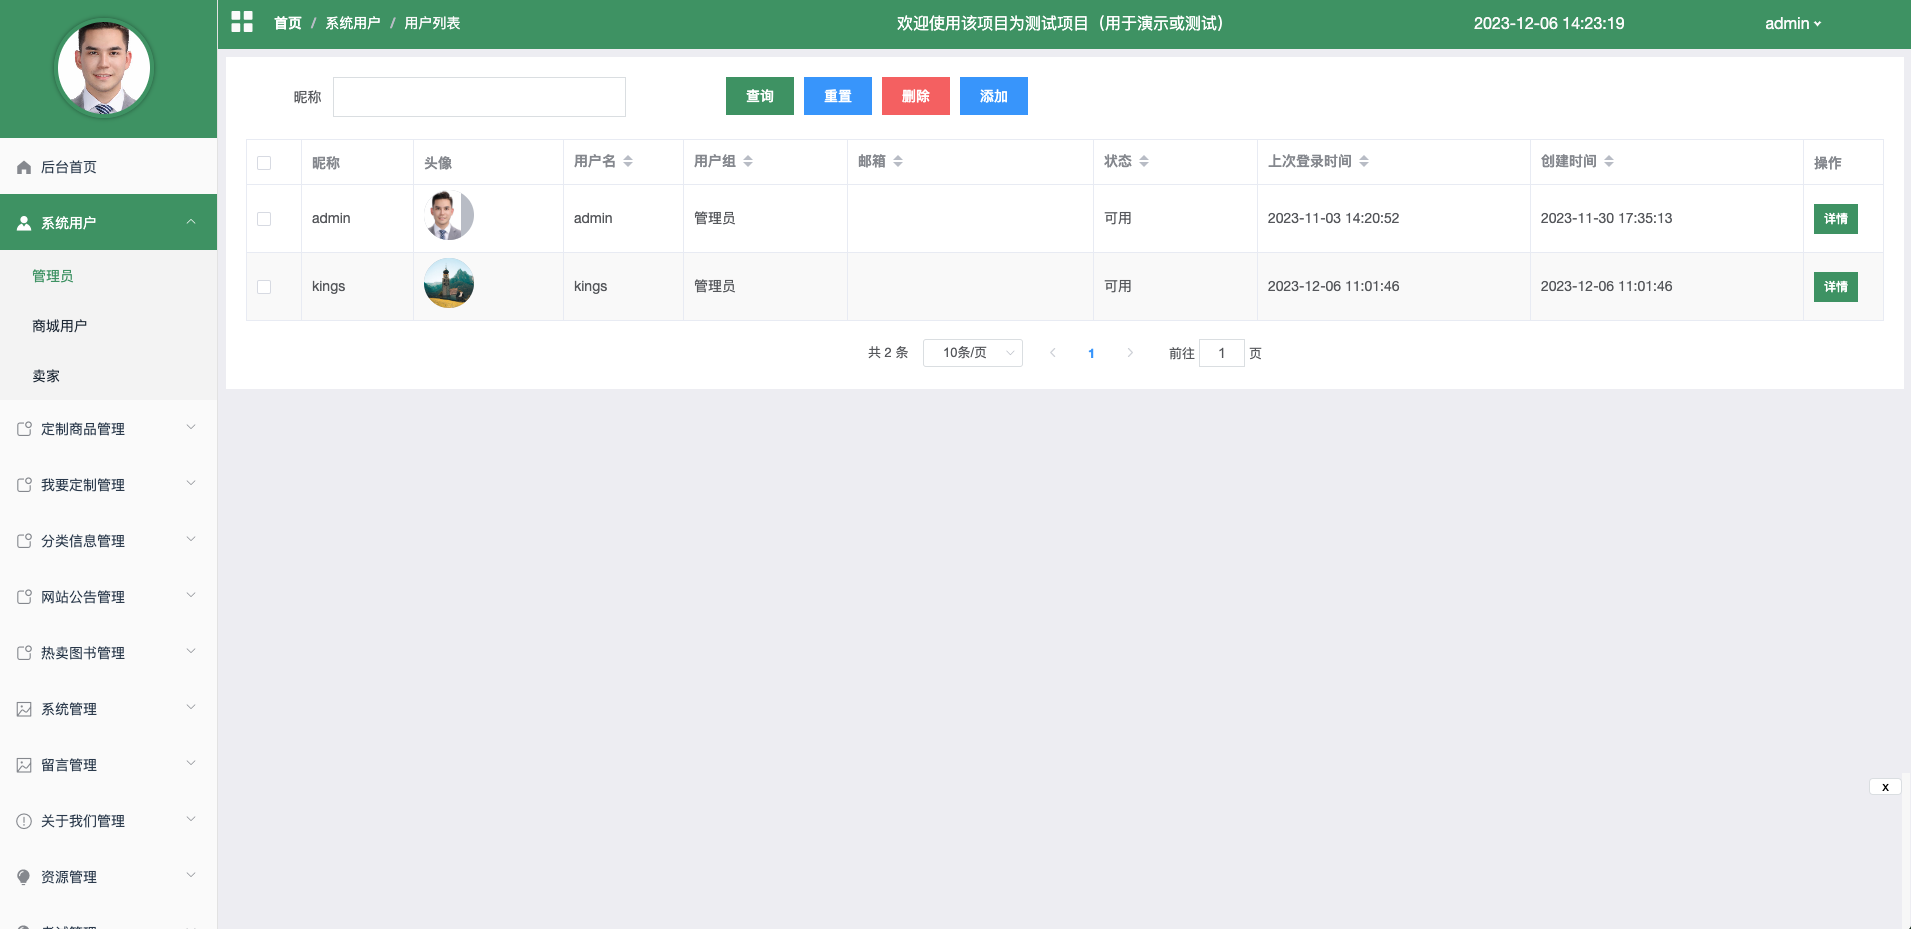 首页 / 系统用户 / 用户列表
欢迎使用该项目为测试项目（用于演示或测试）
2023-12-06 14:23:19
admin
后台首页
系统用户
管理员
商城用户
卖家
定制商品管理
我要定制管理
分类信息管理
网站公告管理
热卖图书管理
系统管理
留言管理
关于我们管理
资源管理
昵称
查询 重置 删除 添加
昵称 头像 用户名 用户组 邮箱 状态 上次登录时间 创建时间 操作
admin admin 管理员 可用 2023-11-03 14:20:52 2023-11-30 17:35:13 详情
kings kings 管理员 可用 2023-12-06 11:01:46 2023-12-06 11:01:46 详情
共 2 条 10条/页 1 前往 1 页
x